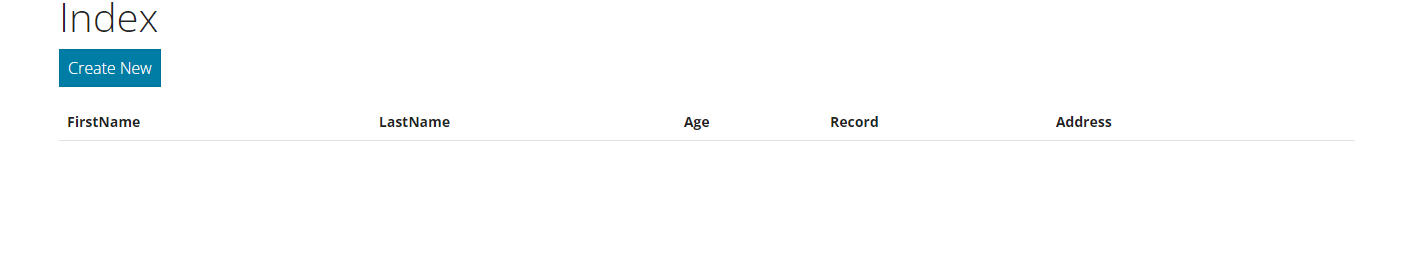 Index
Create New
FirstName LastName Age Record Address